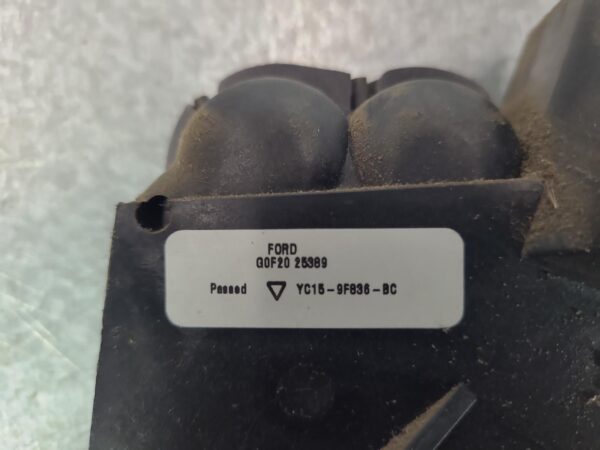 FORD
G0F20 25389
Passed ▽ YC15-9F836-BC